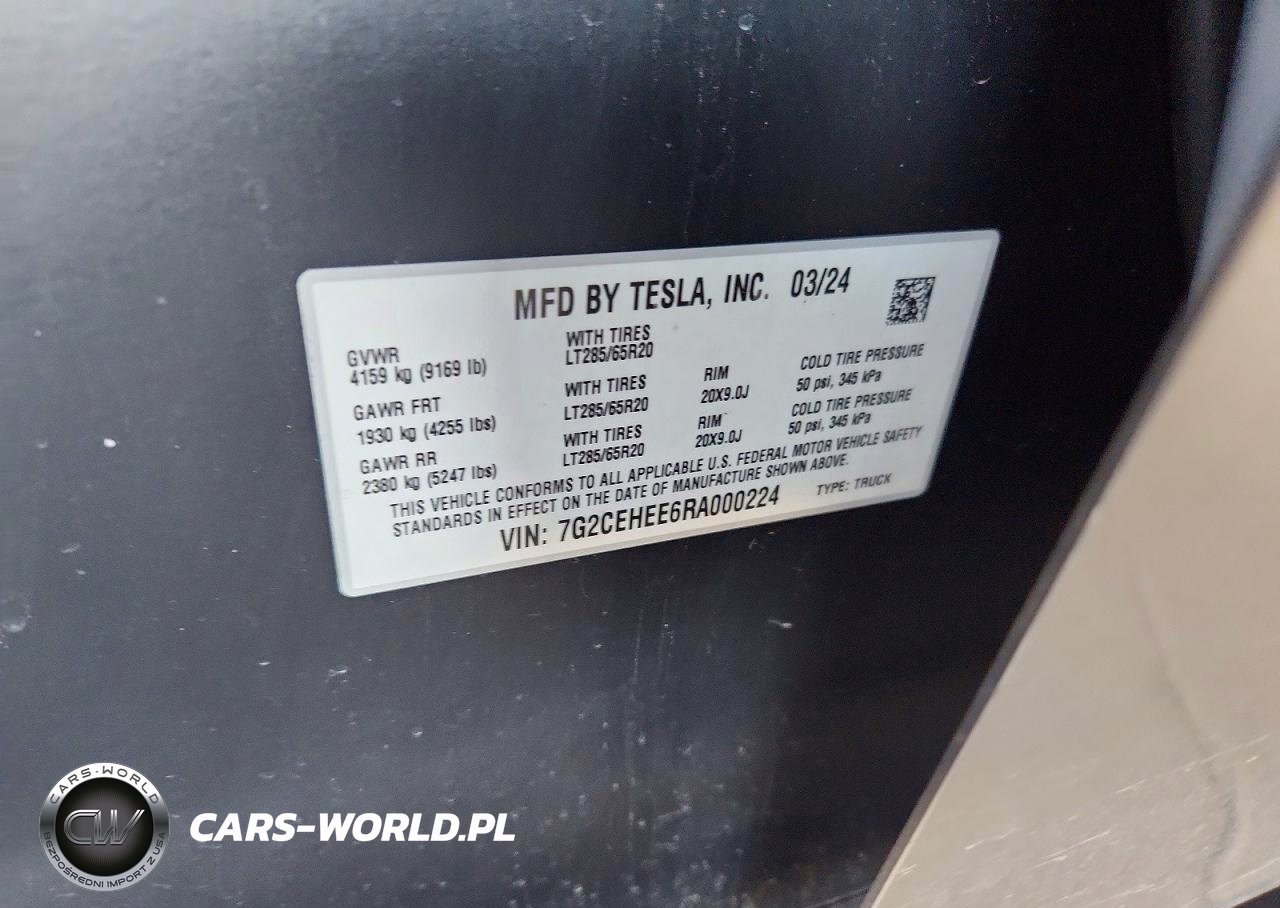 MFD BY TESLA, INC. 03/24
GVWR
4159 kg (9169 lb)
WITH TIRES
LT285/65R20
GAWR FRT
1930 kg (4255 lbs)
WITH TIRES
LT285/65R20
RIM
20X9.0J
COLD TIRE PRESSURE
50 psi, 345 kPa
GAWR RR
2380 kg (5247 lbs)
WITH TIRES
LT285/65R20
RIM
20X9.0J
COLD TIRE PRESSURE
50 psi, 345 kPa
THIS VEHICLE CONFORMS TO ALL APPLICABLE U.S. FEDERAL MOTOR VEHICLE SAFETY
STANDARDS IN EFFECT ON THE DATE OF MANUFACTURE SHOWN ABOVE.
VIN: 7G2CEHEE6RA000224
TYPE: TRUCK
CARS-WORLD
CW
BEZPOŚREDNI IMPORT Z USA
CARS-WORLD.PL